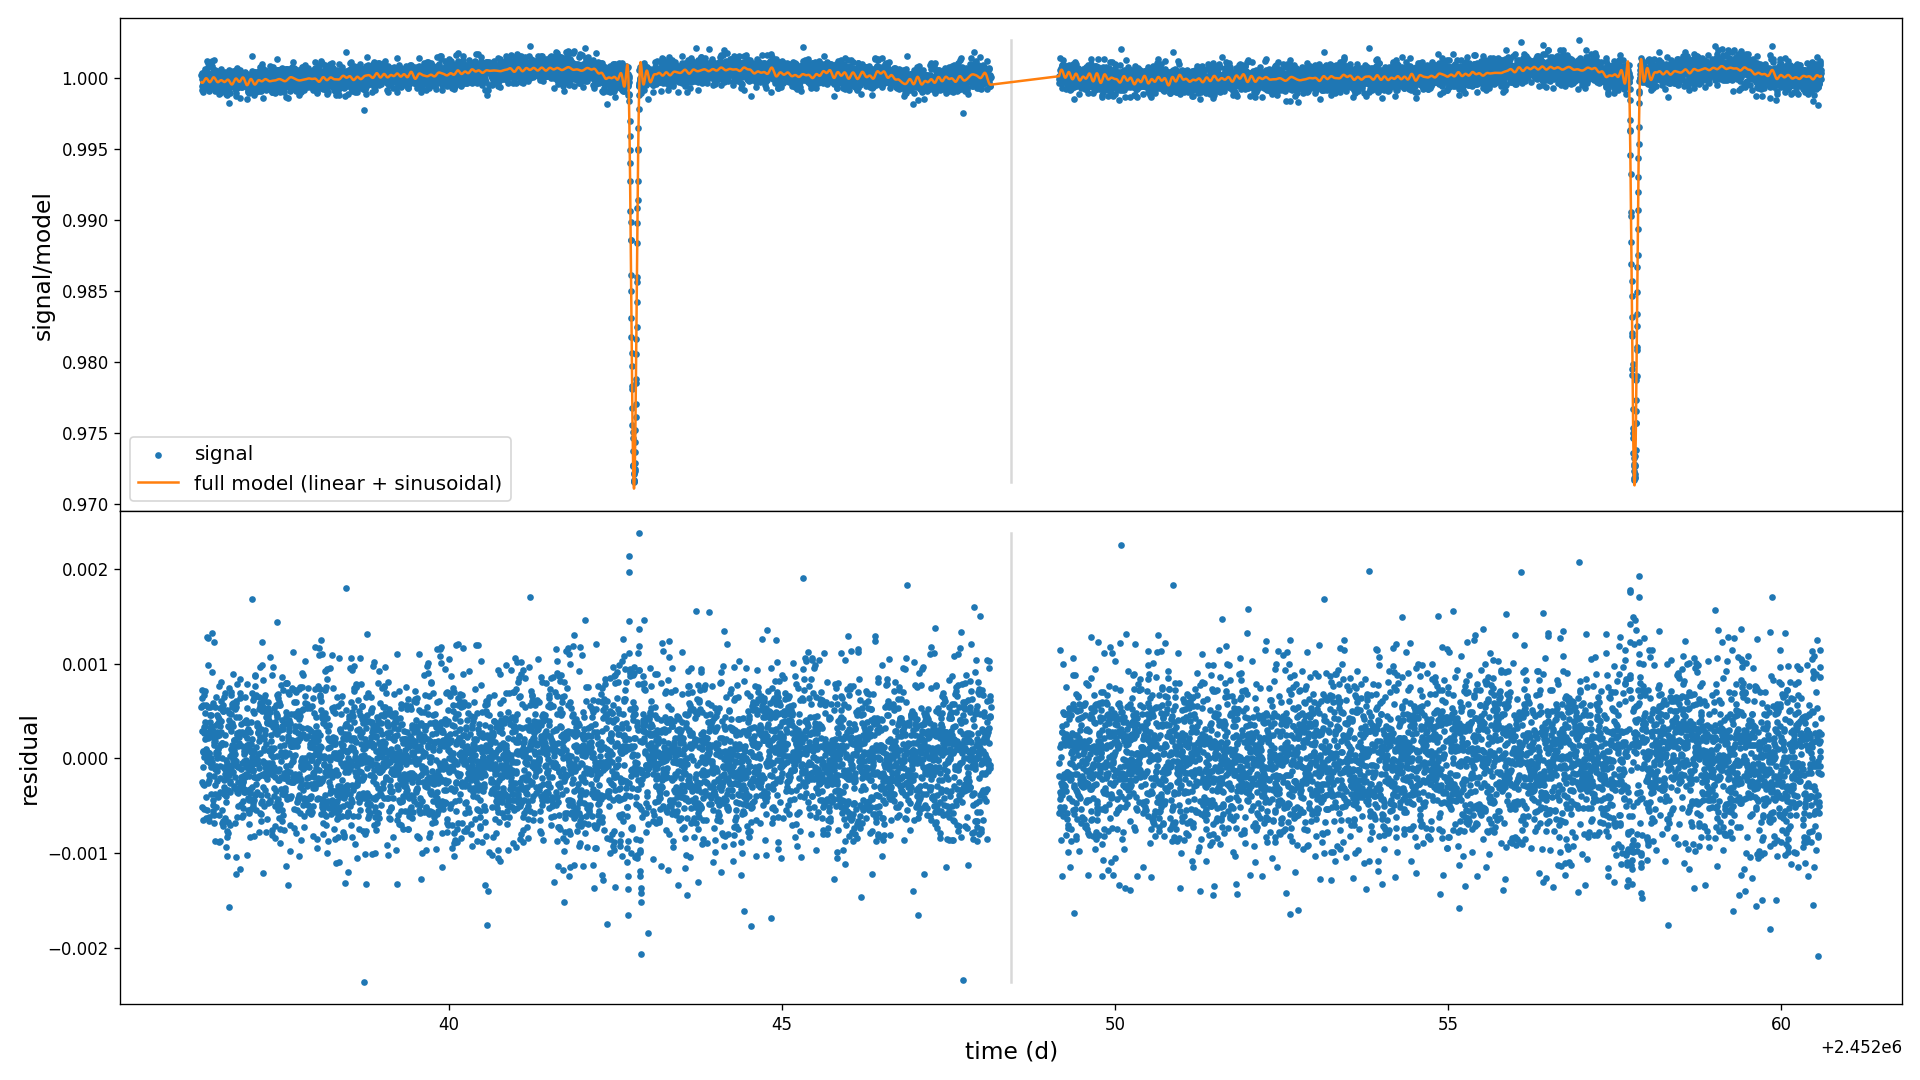 1.000
0.995
0.990
0.985
0.980
0.975
0.970
signal/model
signal
full model (linear + sinusoidal)
0.002
0.001
0.000
−0.001
−0.002
residual
40
45
50
55
60
time (d)
+2.452e6